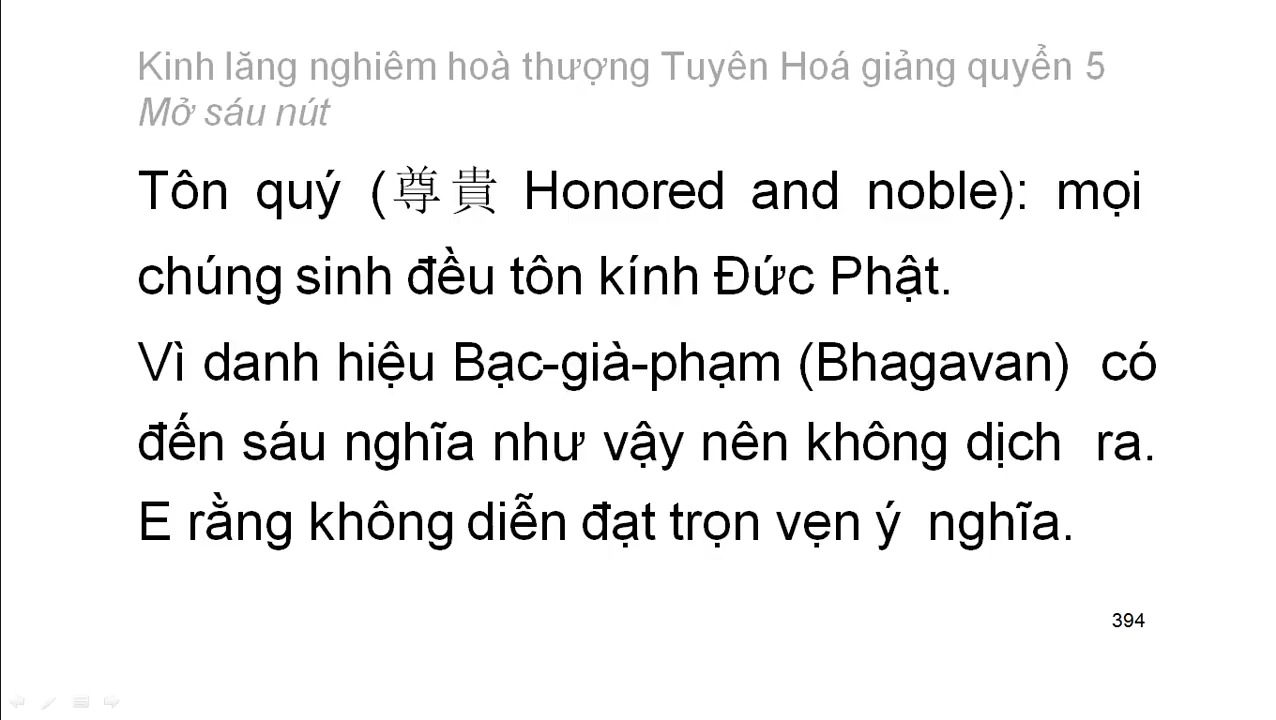 Kinh lăng nghiêm hoà thượng Tuyên Hoá giảng quyển 5
Mở sáu nút
Tôn quý (尊貴 Honored and noble): mọi
chúng sinh đều tôn kính Đức Phật.
Vì danh hiệu Bạc-già-phạm (Bhagavan) có
đến sáu nghĩa như vậy nên không dịch ra.
E rằng không diễn đạt trọn vẹn ý nghĩa.
394